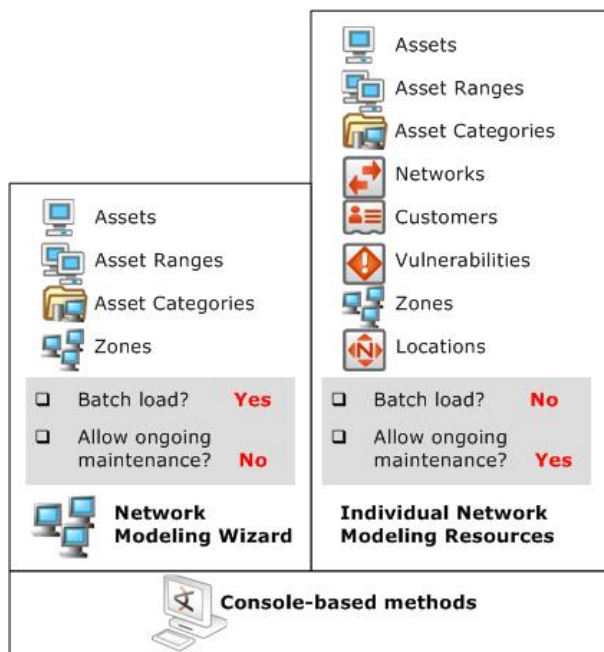 Assets
Asset Ranges
Asset Categories
Zones
Batch load? Yes
Allow ongoing
maintenance? No
Network
Modeling Wizard
Assets
Asset Ranges
Asset Categories
Networks
Customers
Vulnerabilities
Zones
Locations
Batch load? No
Allow ongoing
maintenance? Yes
Individual Network
Modeling Resources
Console-based methods